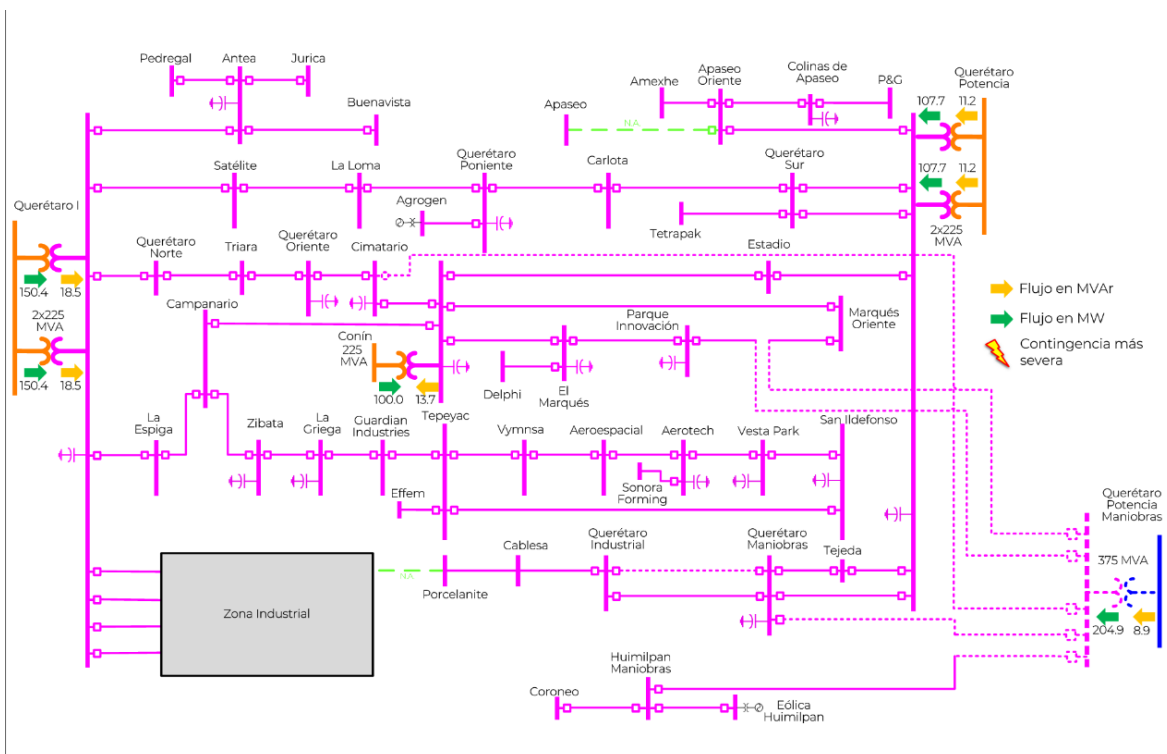 Pedregal
Antea
Jurica
Buenavista
Amexhe
Apaseo
Oriente
Colinas de
Apaseo
P&G
Querétaro
Potencia
Apaseo
N.A.
107.7
11.2
107.7
11.2
2x225
MVA
Satélite
La Loma
Querétaro
Poniente
Carlota
Querétaro
Sur
Agrogen
Tetrapak
Querétaro I
Querétaro
Norte
Triara
Querétaro
Oriente
Cimatario
Estadio
150.4
18.5
2x225
MVA
150.4
18.5
Campanario
Conín
225
MVA
100.0
13.7
Parque
Innovación
Marqués
Oriente
Delphi
El
Marqués
Flujo en MVAr
Flujo en MW
Contingencia más
severa
La
Espiga
Zibata
La
Griega
Guardian
Industries
Tepeyac
Vymnsa
Aeroespacial
Aerotech
Vesta Park
San Ildefonso
Effem
Sonora
Forming
Querétaro
Potencia
Maniobras
375 MVA
204.9
8.9
Zona Industrial
N.A.
Porcelanite
Cablesa
Querétaro
Industrial
Querétaro
Maniobras
Tejeda
Huimilpan
Maniobras
Coroneo
Eólica
Huimilpan